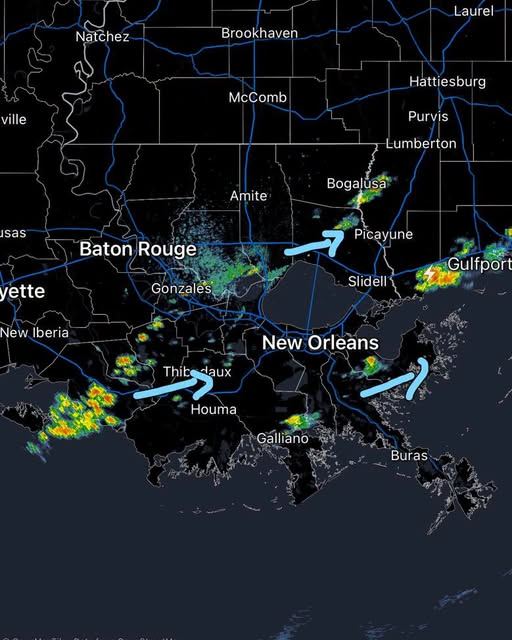 Laurel
Natchez
Brookhaven
Hattiesburg
McComb
ville
Purvis
Lumberton
Bogalusa
Amite
usas
Baton Rouge
Picayune
Gulfport
Slidell
yette
Gonzales
New Iberia
New Orleans
Thibodaux
Houma
Galliano
Buras